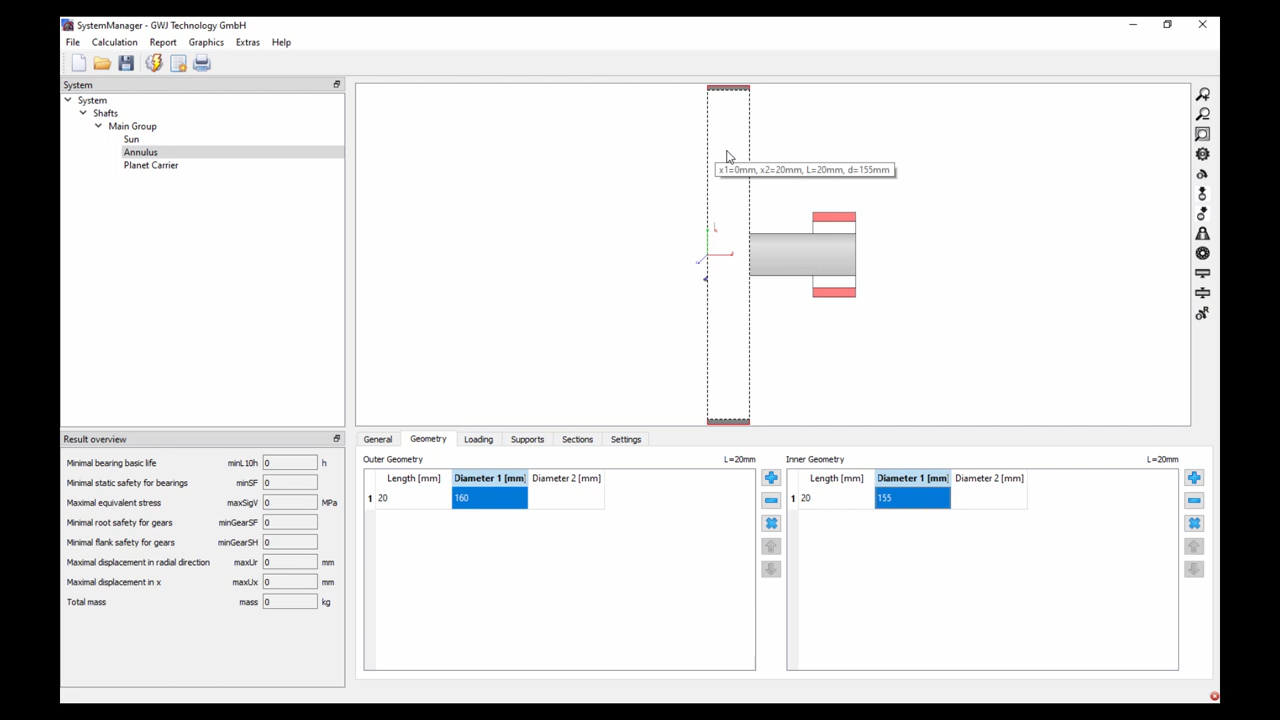 SystemManager - GWJ Technology GmbH
File Calculation Report Graphics Extras Help
System
System
Shafts
Main Group
Sun
Annulus
Planet Carrier
x1=0mm, x2=20mm, L=20mm, d=155mm
Result overview
Minimal bearing basic life minL10h 0 h
Minimal static safety for bearings minSF 0
Maximal equivalent stress maxSigV 0 MPa
Minimal root safety for gears minGearSF 0
Minimal flank safety for gears minGearSH 0
Maximal displacement in radial direction maxUr 0 mm
Maximal displacement in x maxUx 0 mm
Total mass mass 0 kg
General Geometry Loading Supports Sections Settings
Outer Geometry L=20mm
Length [mm] Diameter 1 [mm] Diameter 2 [mm]
1 20 160
Inner Geometry L=20mm
Length [mm] Diameter 1 [mm] Diameter 2 [mm]
1 20 155